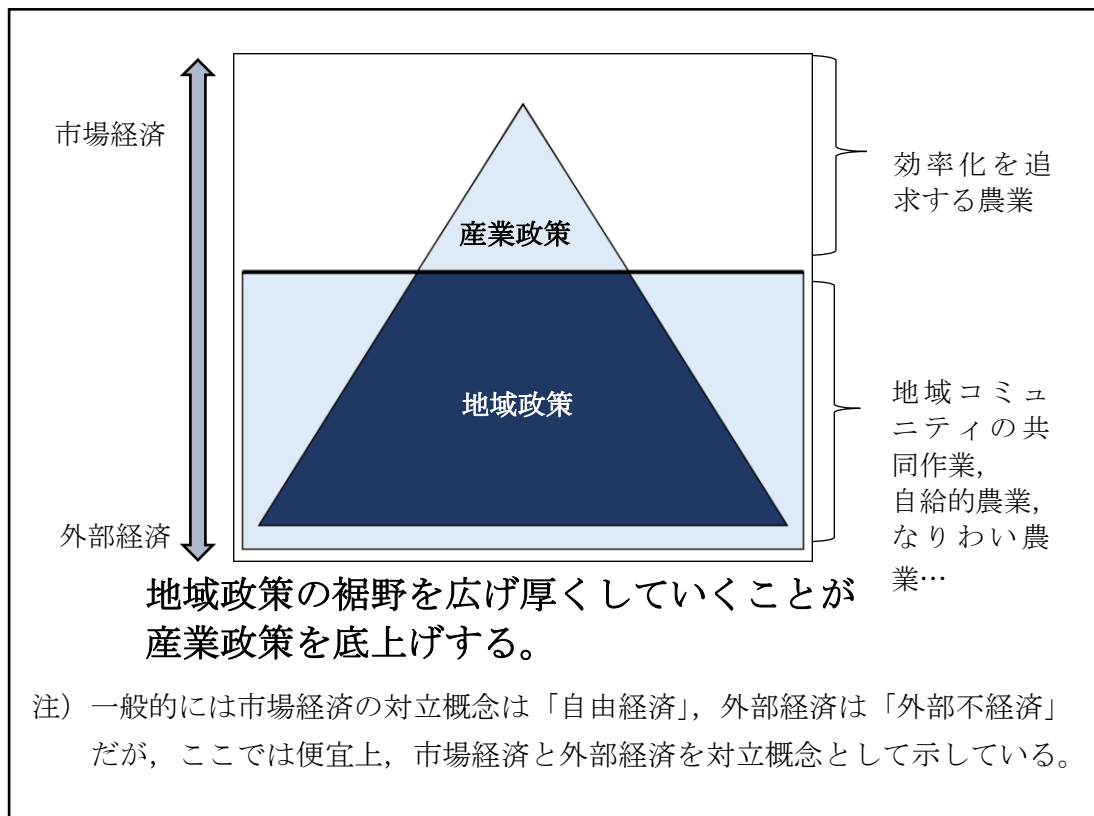 市場経済
効率化を追
求する農業
産業政策
地域政策
地域コミュ
ニティの共
同作業，
自給的農業，
なりわい農
業…
外部経済
地域政策の裾野を広げ厚くしていくことが
産業政策を底上げする。
注）一般的には市場経済の対立概念は「自由経済」，外部経済は「外部不経済」
だが，ここでは便宜上，市場経済と外部経済を対立概念として示している。